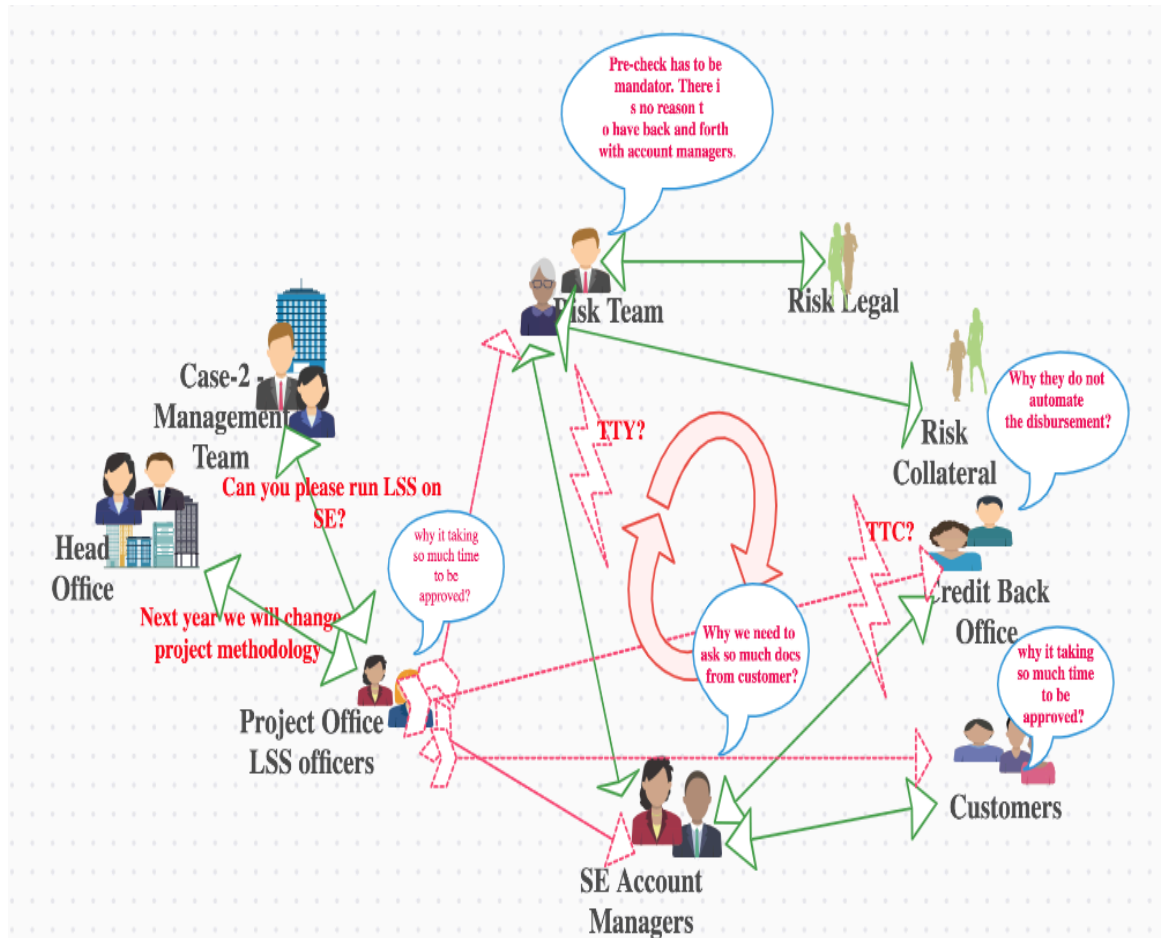 Pre-check has to be
mandator. There i
s no reason t
o have back and forth
with account managers.
Risk Team
Risk Legal
Case-2 -
Management
Team
Why they do not
automate
the disbursement?
Risk
Collateral
TTY?
Can you please run LSS on
SE?
Head
Office
why it taking
so much time
to be
approved?
TTC?
Credit Back
Office
Next year we will change
project methodology
Why we need to
ask so much docs
from customer?
why it taking
so much time
to be
approved?
Project Office
LSS officers
Customers
SE Account
Managers